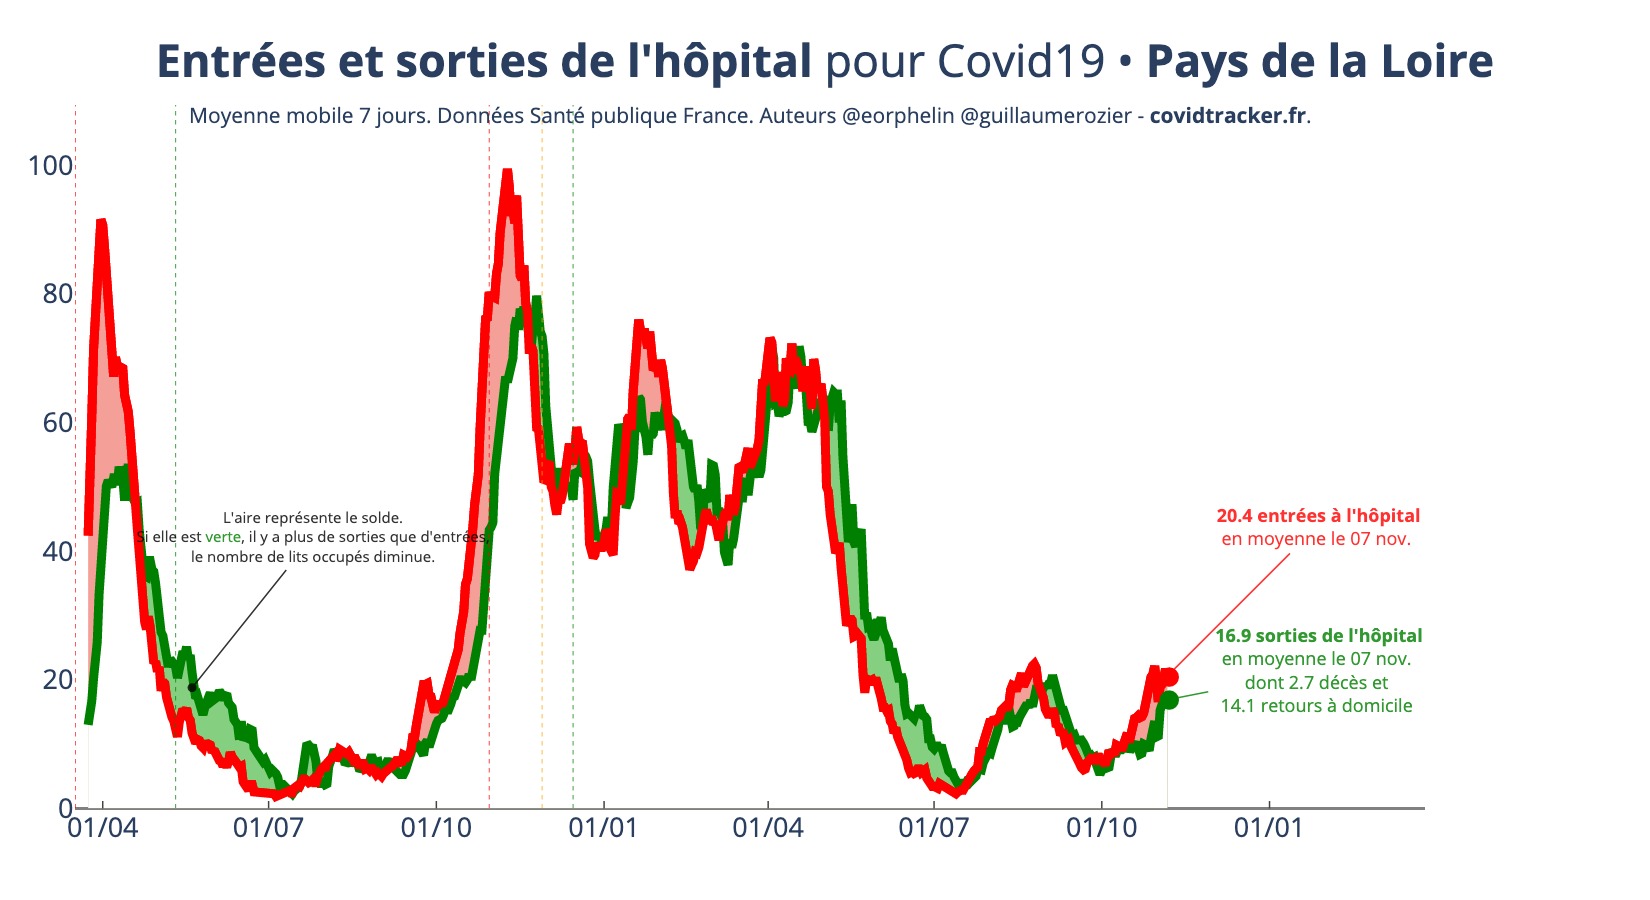 Entrées et sorties de l'hôpital pour Covid19 • Pays de la Loire
Moyenne mobile 7 jours. Données Santé publique France. Auteurs @eorphelin @guillaumerozier - covidtracker.fr.
100
80
60
40
20
0
L'aire représente le solde.
Si elle est verte, il y a plus de sorties que d'entrées,
le nombre de lits occupés diminue.
20.4 entrées à l'hôpital
en moyenne le 07 nov.
16.9 sorties de l'hôpital
en moyenne le 07 nov.
dont 2.7 décès et
14.1 retours à domicile
01/04
01/07
01/10
01/01
01/04
01/07
01/10
01/01